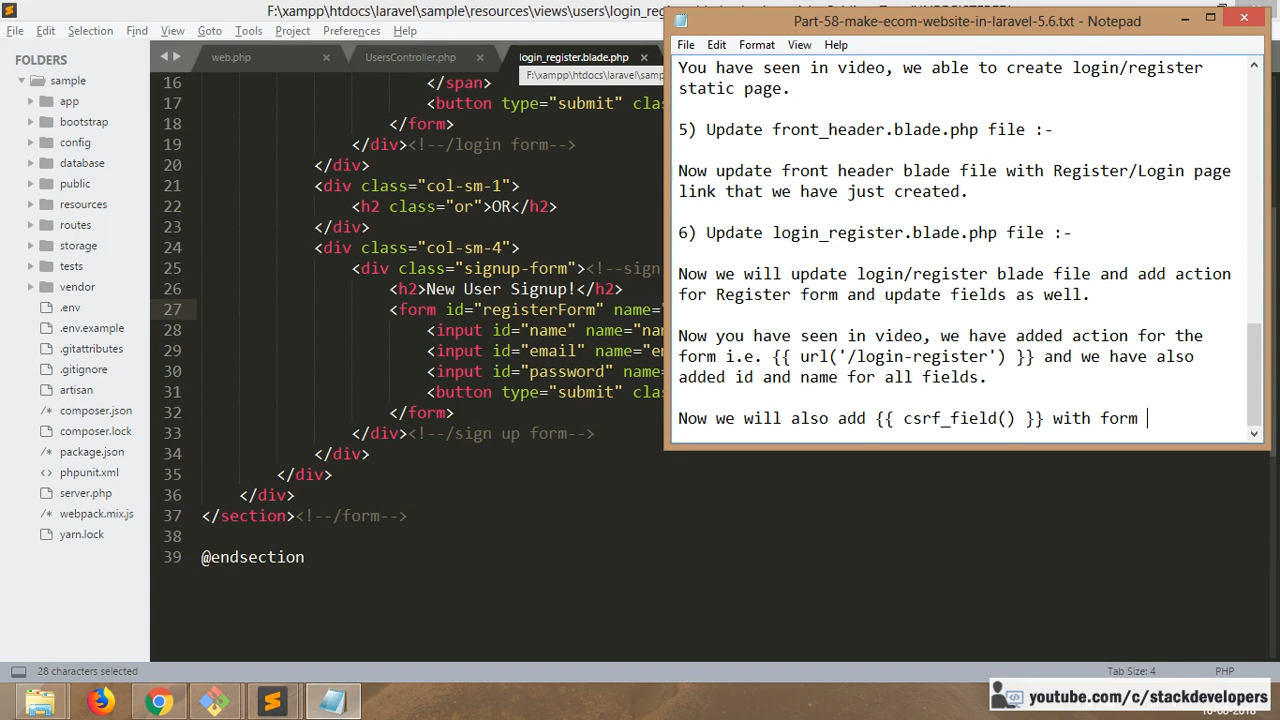 F:\xampp\htdocs\laravel\sample\resources\views\users\login_re
Part-58-make-ecom-website-in-laravel-5.6.txt - Notepad
File Edit Selection Find View Goto Tools Project Preferences Help
File Edit Format View Help
FOLDERS
sample
app
bootstrap
config
database
public
resources
routes
storage
tests
vendor
.env
.env.example
.gitattributes
.gitignore
artisan
composer.json
composer.lock
package.json
phpunit.xml
server.php
webpack.mix.js
yarn.lock
web.php
UsersController.php
login_register.blade.php
F:\xampp\htdocs\laravel\samp
16 </span>
17 <button type="submit" clas
18 </form>
19 </div><!--/login form-->
20 </div>
21 <div class="col-sm-1">
22 <h2 class="or">OR</h2>
23 </div>
24 <div class="col-sm-4">
25 <div class="signup-form"><!--sign
26 <h2>New User Signup!</h2>
27 <form id="registerForm" name=
28 <input id="name" name="na
29 <input id="email" name="e
30 <input id="password" name
31 <button type="submit" clas
32 </form>
33 </div><!--/sign up form-->
34 </div>
35 </div>
36 </div>
37 </section><!--/form-->
38
39 @endsection
You have seen in video, we able to create login/register
static page.
5) Update front_header.blade.php file :-
Now update front header blade file with Register/Login page
link that we have just created.
6) Update login_register.blade.php file :-
Now we will update login/register blade file and add action
for Register form and update fields as well.
Now you have seen in video, we have added action for the
form i.e. {{ url('/login-register') }} and we have also
added id and name for all fields.
Now we will also add {{ csrf_field() }} with form
28 characters selected
Tab Size: 4
PHP
youtube.com/c/stackdevelopers